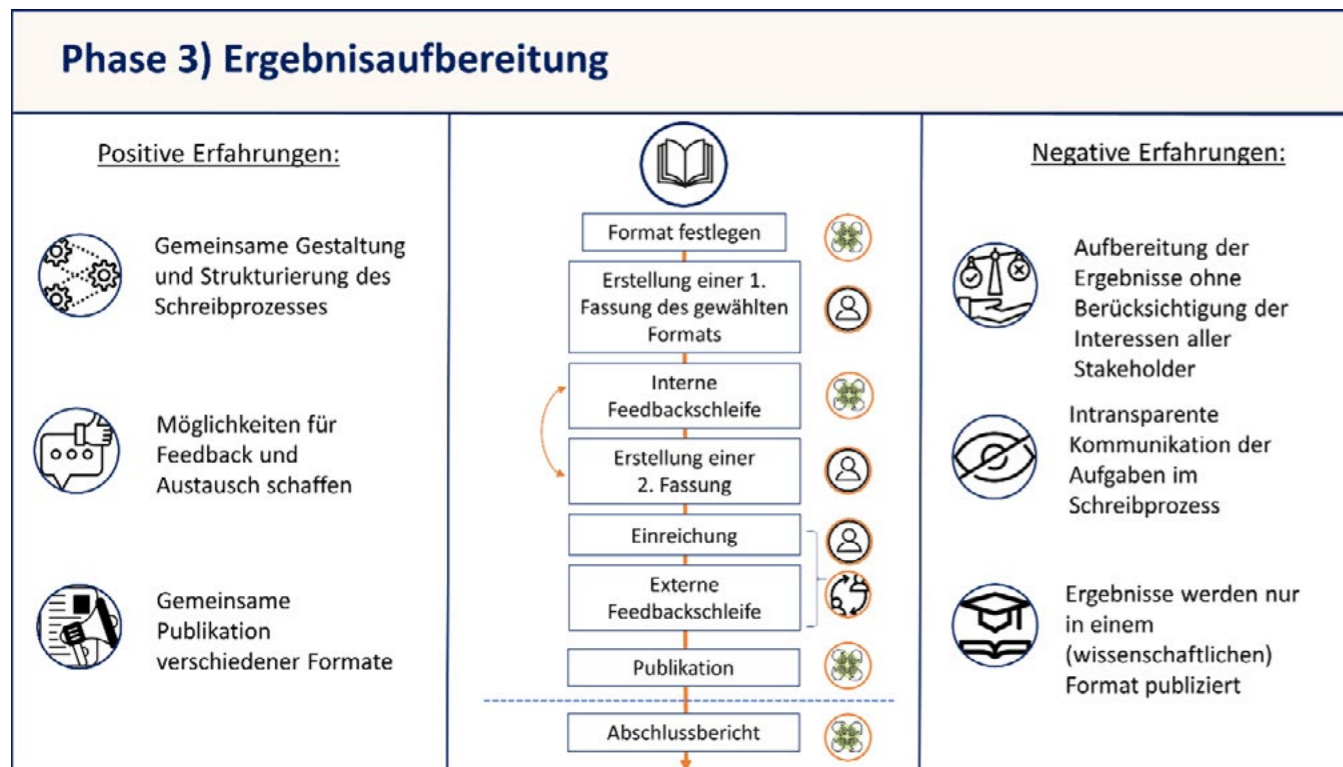 Phase 3) Ergebnisaufbereitung
Positive Erfahrungen:
Gemeinsame Gestaltung
und Strukturierung des
Schreibprozesses
Möglichkeiten für
Feedback und
Austausch schaffen
Gemeinsame
Publikation
verschiedener Formate
Format festlegen
Erstellung einer 1.
Fassung des gewählten
Formats
Interne
Feedbackschleife
Erstellung einer
2. Fassung
Einreichung
Externe
Feedbackschleife
Publikation
Abschlussbericht
Negative Erfahrungen:
Aufbereitung der
Ergebnisse ohne
Berücksichtigung der
Interessen aller
Stakeholder
Intransparente
Kommunikation der
Aufgaben im
Schreibprozess
Ergebnisse werden nur
in einem
(wissenschaftlichen)
Format publiziert